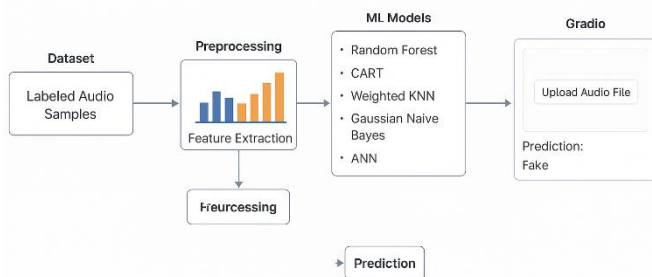 Dataset
Labeled Audio
Samples
Preprocessing
Feature Extraction
Freurcessing
ML Models
• Random Forest
• CART
• Weighted KNN
• Gaussian Naive
Bayes
• ANN
Gradio
Upload Audio File
Prediction:
Fake
Prediction